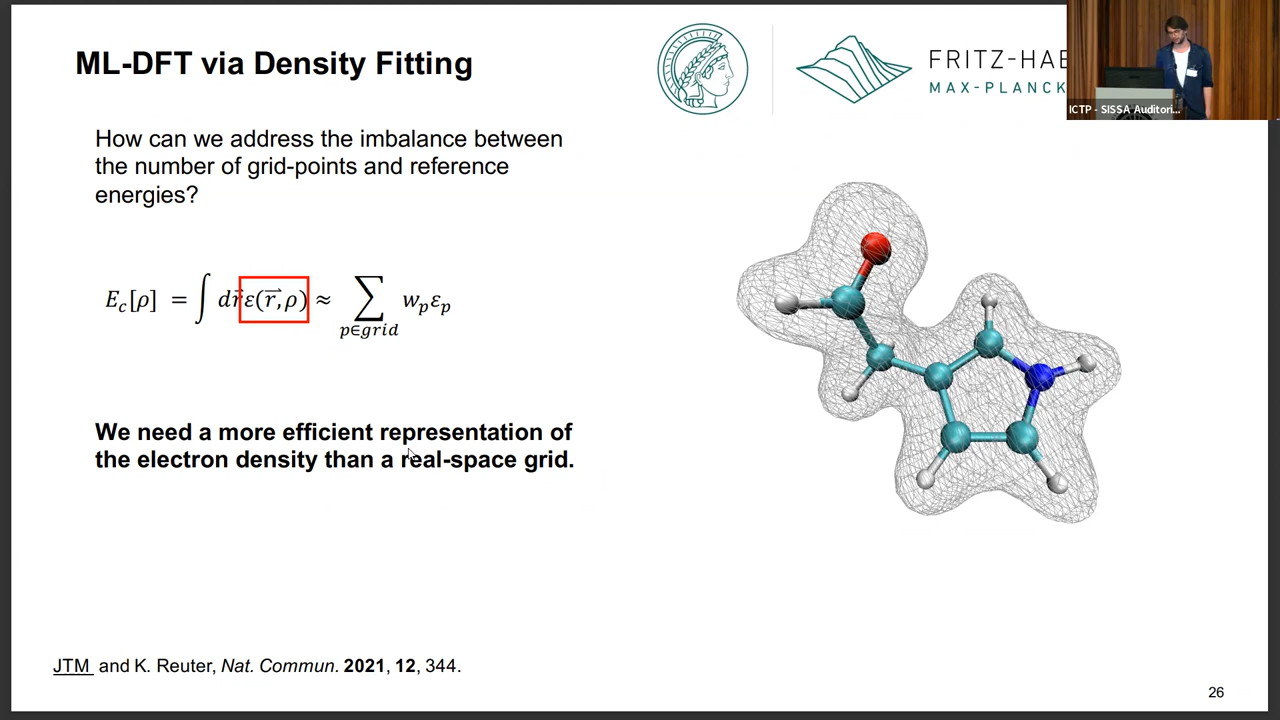 ML-DFT via Density Fitting
FRITZ-HAE
MAX-PLANCK
ICTP - SISSA Auditori...
How can we address the imbalance between
the number of grid-points and reference
energies?
E_c[ρ] = ∫ dr⃗ ε(r⃗, ρ) ≈ ∑_{p∈grid} w_p ε_p
We need a more efficient representation of
the electron density than a real-space grid.
JTM and K. Reuter, Nat. Commun. 2021, 12, 344.
26